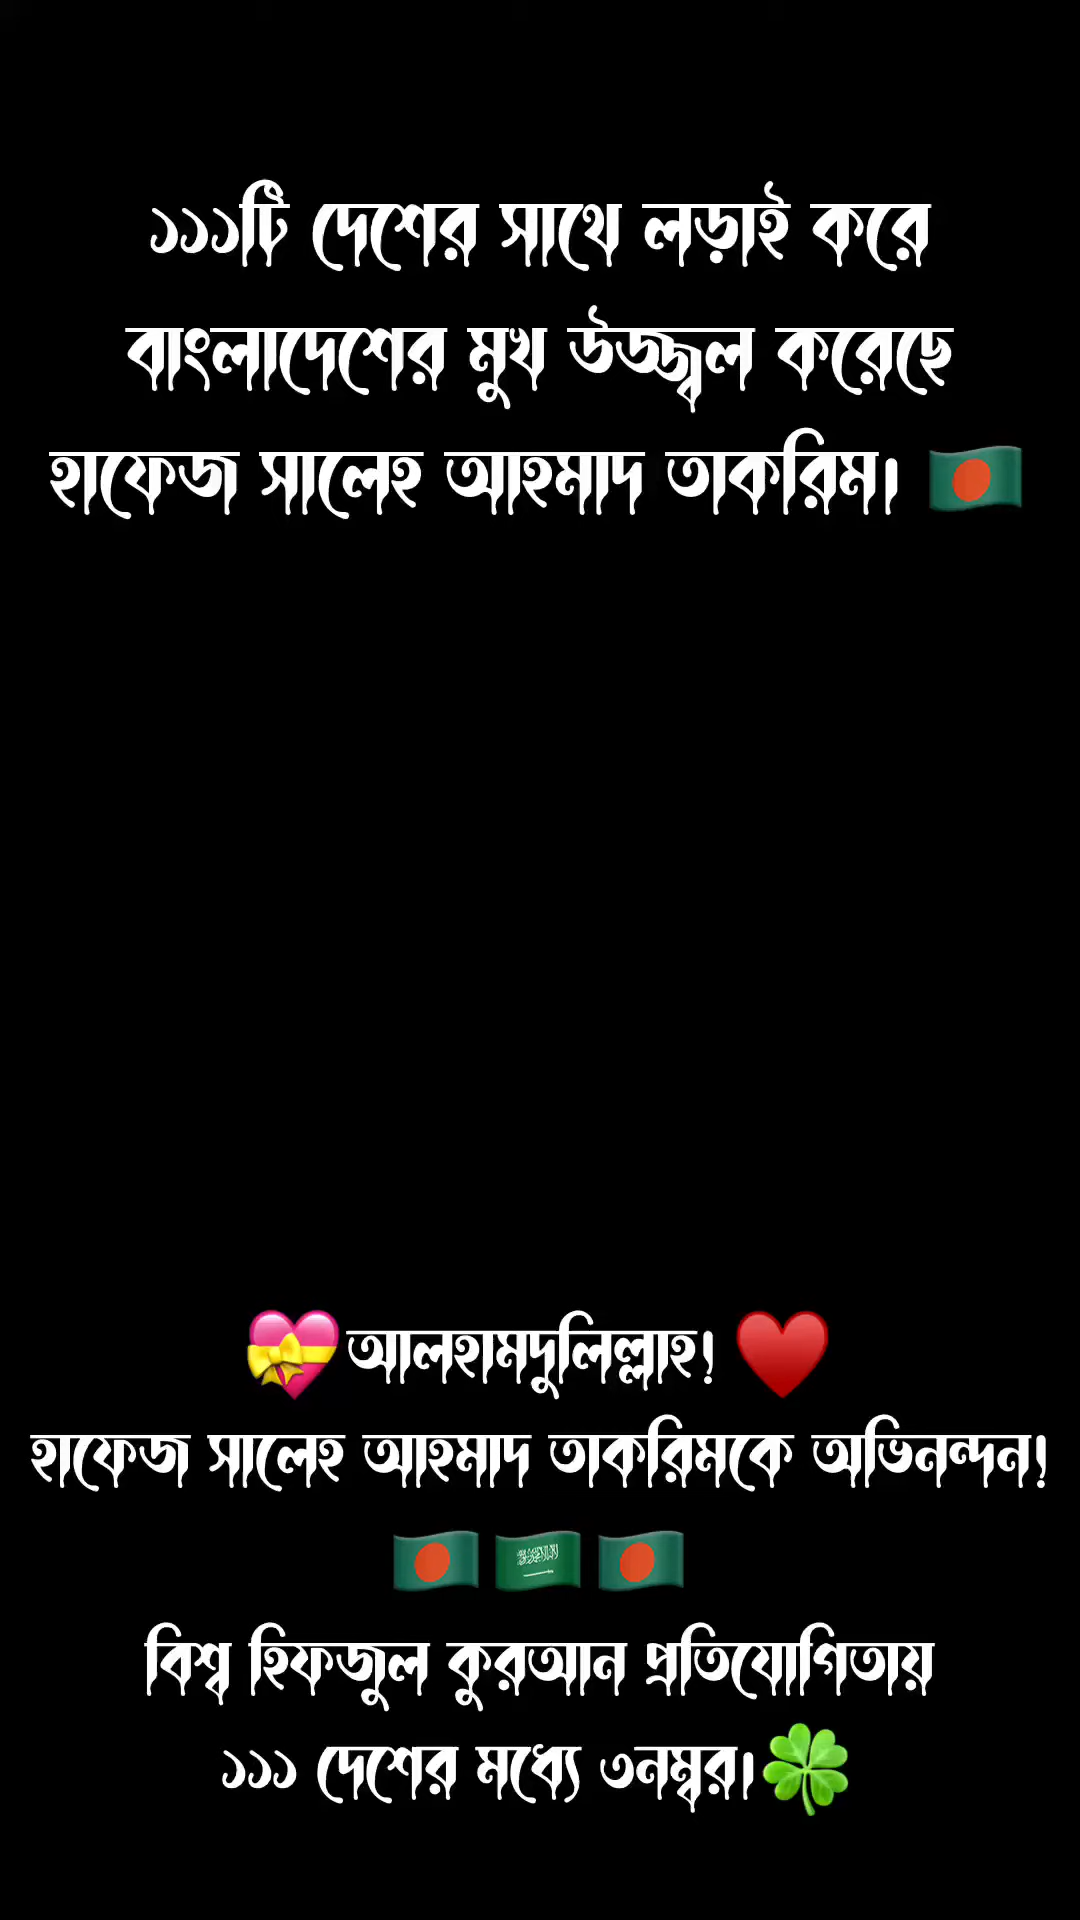 ১১১টি দেশের সাথে লড়াই করে
বাংলাদেশের মুখ উজ্জ্বল করেছে
হাফেজ সালেহ আহমাদ তাকরিম। 🇧🇩
💝আলহামদুলিল্লাহ! ♥️
হাফেজ সালেহ আহমাদ তাকরিমকে অভিনন্দন!
🇧🇩 🇸🇦 🇧🇩
বিশ্ব হিফজুল কুরআন প্রতিযোগিতায়
১১১ দেশের মধ্যে ৩নম্বর।🍀